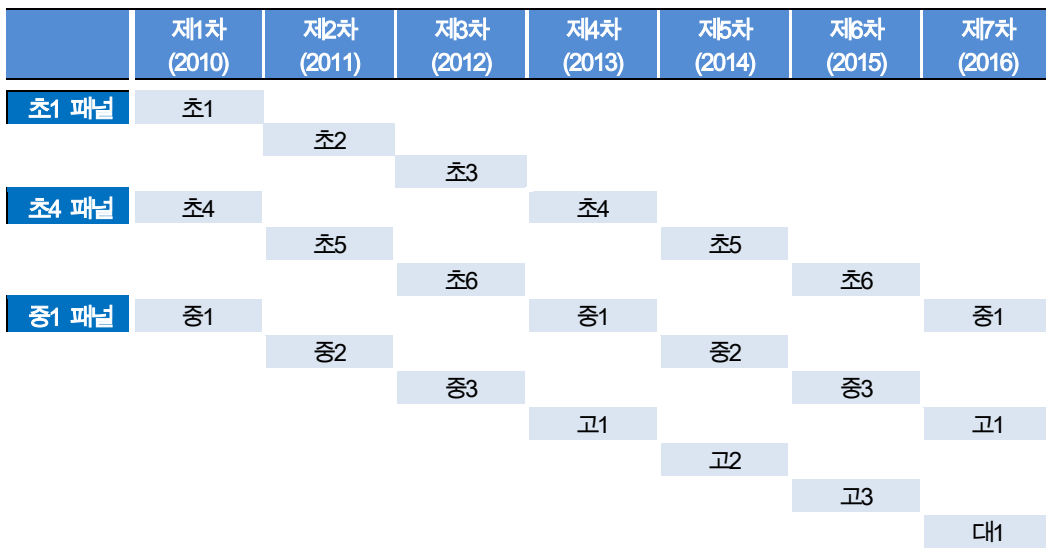 제1차 제2차 제3차 제4차 제5차 제6차 제7차
(2010) (2011) (2012) (2013) (2014) (2015) (2016)
초1 패널 초1
초2
초3
초4 패널 초4 초4
초5 초5
초6 초6
중1 패널 중1 중1 중1
중2 중2
중3 중3
고1 고1
고2
고3
대1